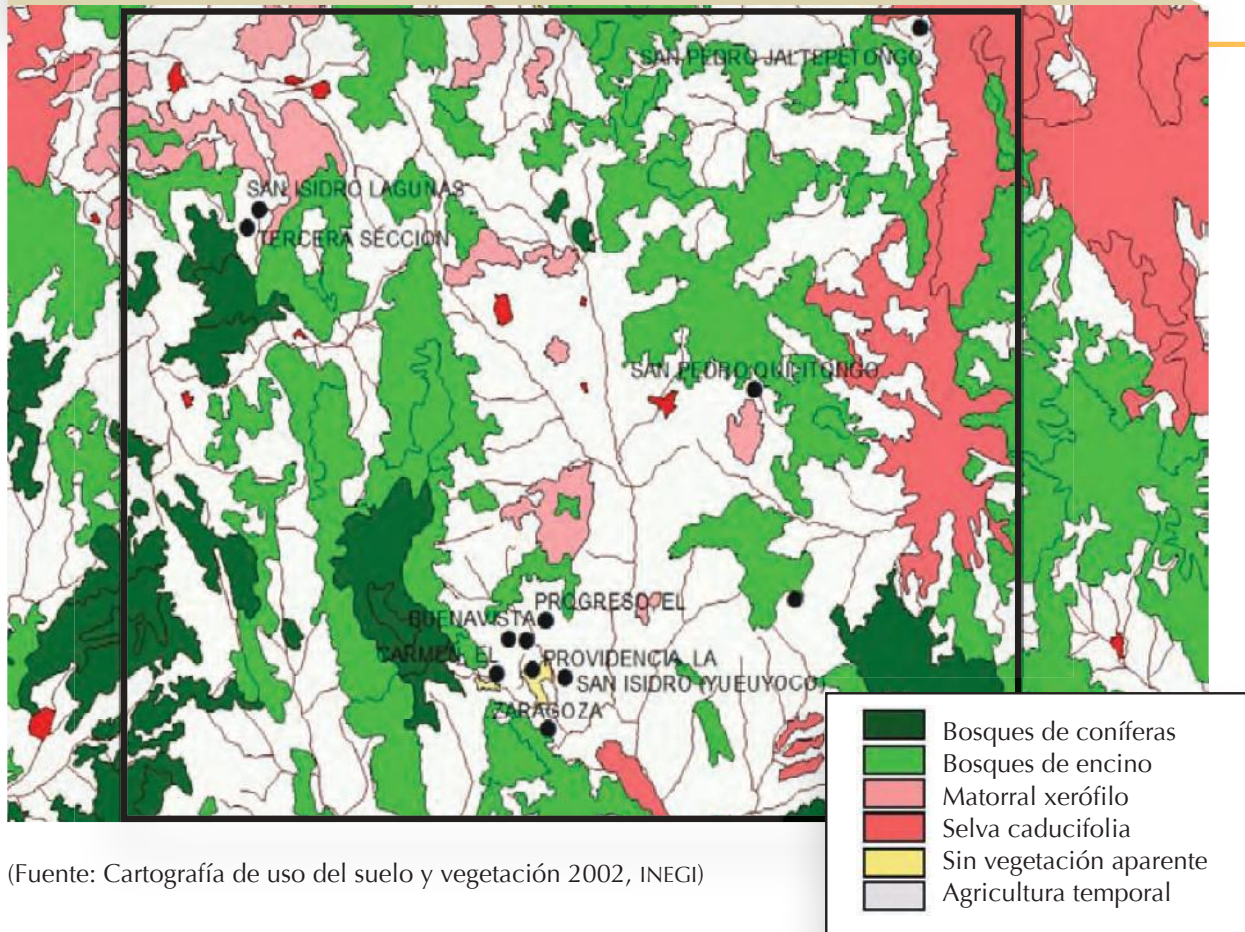 SAN PEDRO JALTEPETONGO
SAN ISIDRO LAGUNAS
TERCERA SECCION
SAN PEDRO QUILITONGO
PROGRESO, EL
BUENAVISTA
CARMEN, EL
PROVIDENCIA, LA
SAN ISIDRO (YUEUYOCO)
ZARAGOZA
Bosques de coníferas
Bosques de encino
Matorral xerófilo
Selva caducifolia
Sin vegetación aparente
Agricultura temporal
(Fuente: Cartografía de uso del suelo y vegetación 2002, INEGI)